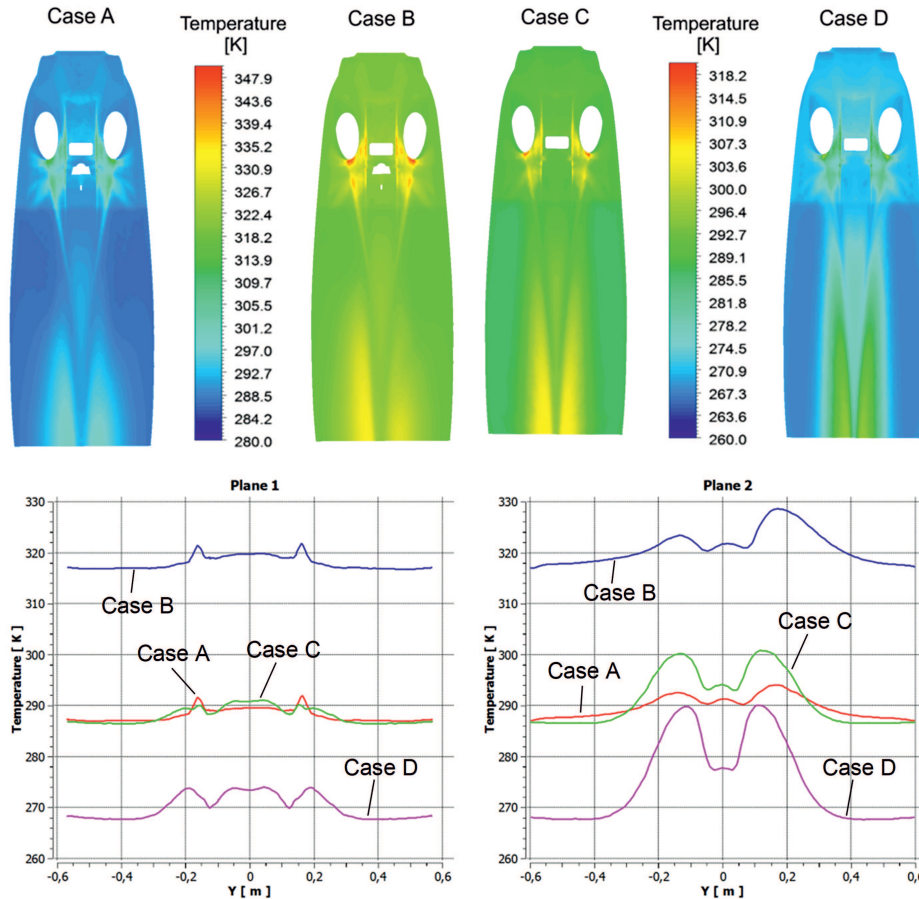 Case A
Temperature
[K]
Case B
Case C
Temperature
[K]
Case D
347.9
343.6
339.4
335.2
330.9
326.7
322.4
318.2
313.9
309.7
305.5
301.2
297.0
292.7
288.5
284.2
280.0
318.2
314.5
310.9
307.3
303.6
300.0
296.4
292.7
289.1
285.5
281.8
278.2
274.5
270.9
267.3
263.6
260.0
Plane 1
330
320
310
300
290
280
270
260
Temperature [ K ]
Case B
Case A
Case C
Case D
-0,6
-0,4
-0,2
0
0,2
0,4
0,6
Y [ m ]
Plane 2
330
320
310
300
290
280
270
260
Temperature [ K ]
Case B
Case C
Case A
Case D
-0,6
-0,4
-0,2
0
0,2
0,4
0,6
Y [ m ]